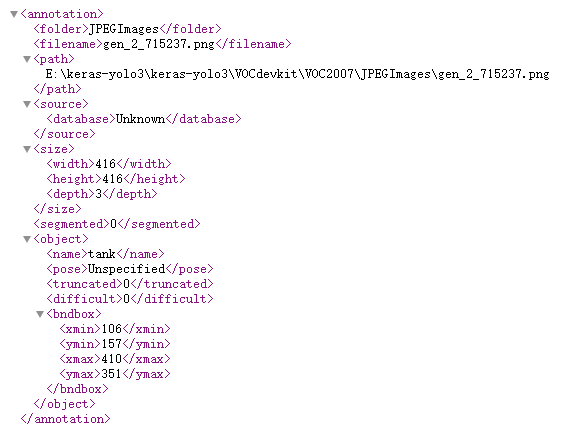 <annotation>
<folder>JPEGImages</folder>
<filename>gen_2_715237.png</filename>
<path>
E:\keras-yolo3\keras-yolo3\VOCdevkit\VOC2007\JPEGImages\gen_2_715237.png
</path>
<source>
<database>Unknown</database>
</source>
<size>
<width>416</width>
<height>416</height>
<depth>3</depth>
</size>
<segmented>0</segmented>
<object>
<name>tank</name>
<pose>Unspecified</pose>
<truncated>0</truncated>
<difficult>0</difficult>
<bndbox>
<xmin>106</xmin>
<ymin>157</ymin>
<xmax>410</xmax>
<ymax>351</ymax>
</bndbox>
</object>
</annotation>